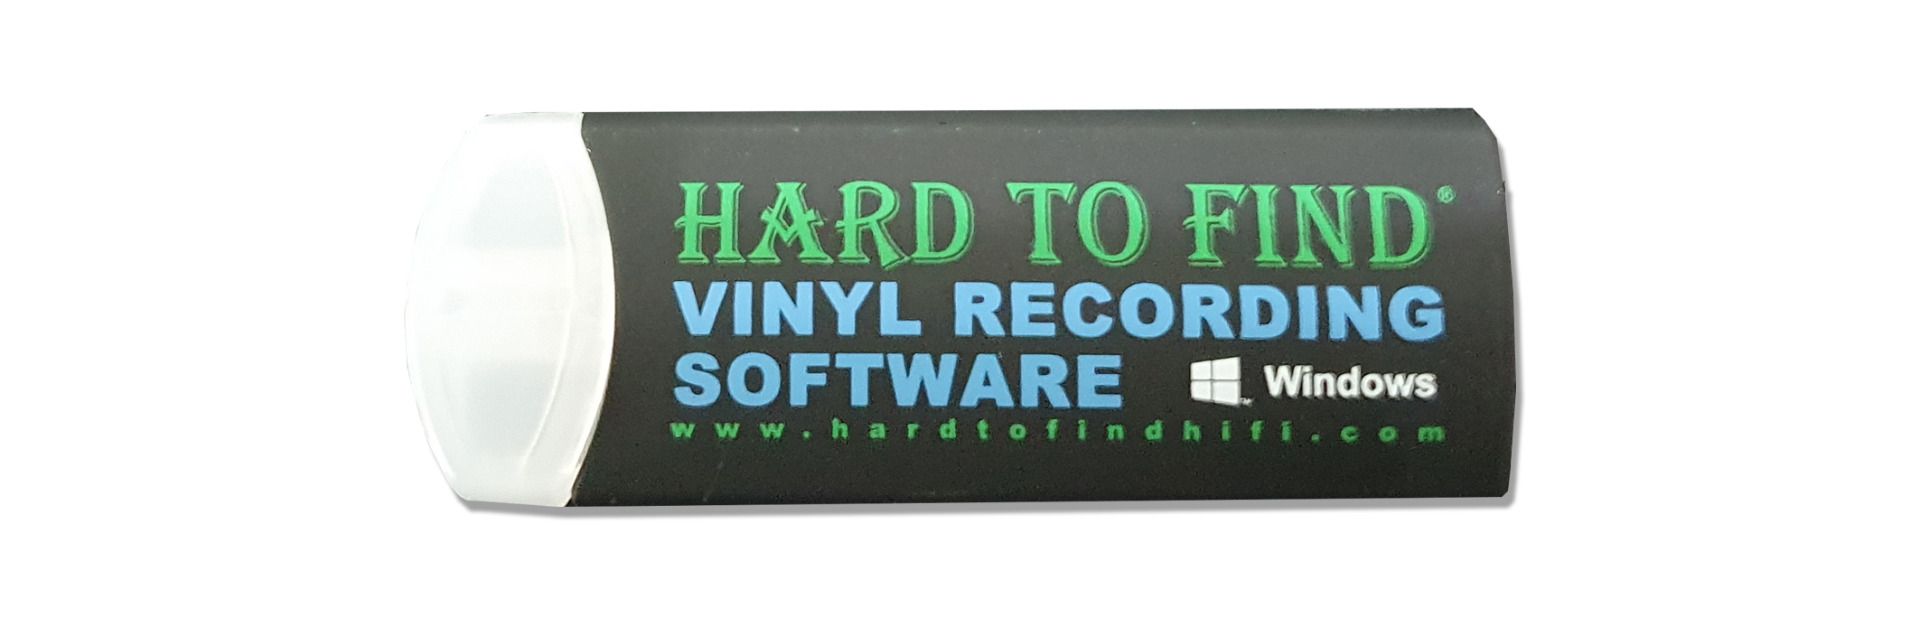 HARD TO FIND®
VINYL RECORDING
SOFTWARE Windows
www.hardtofindhifi.com